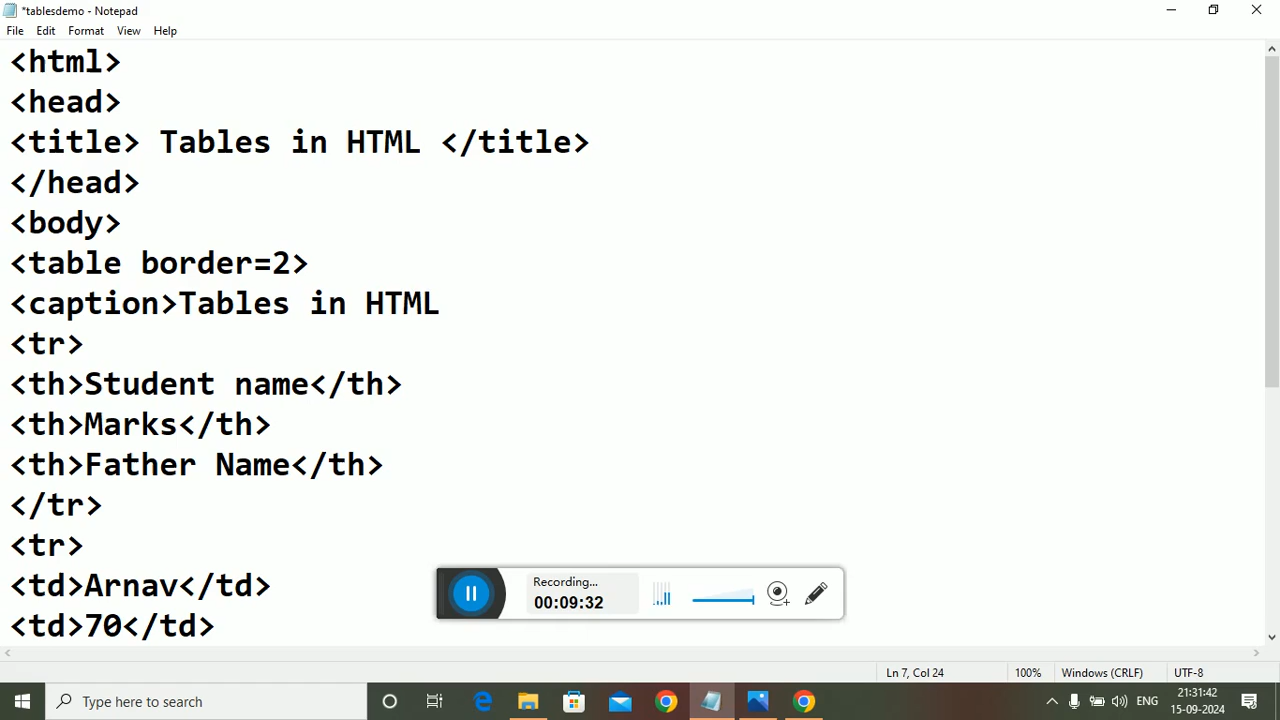 *tablesdemo - Notepad
File Edit Format View Help
<html>
<head>
<title> Tables in HTML </title>
</head>
<body>
<table border=2>
<caption>Tables in HTML
<tr>
<th>Student name</th>
<th>Marks</th>
<th>Father Name</th>
</tr>
<tr>
<td>Arnav</td>
<td>70</td>
Recording...
00:09:32
Ln 7, Col 24 100% Windows (CRLF) UTF-8
Type here to search
ENG
21:31:42
15-09-2024